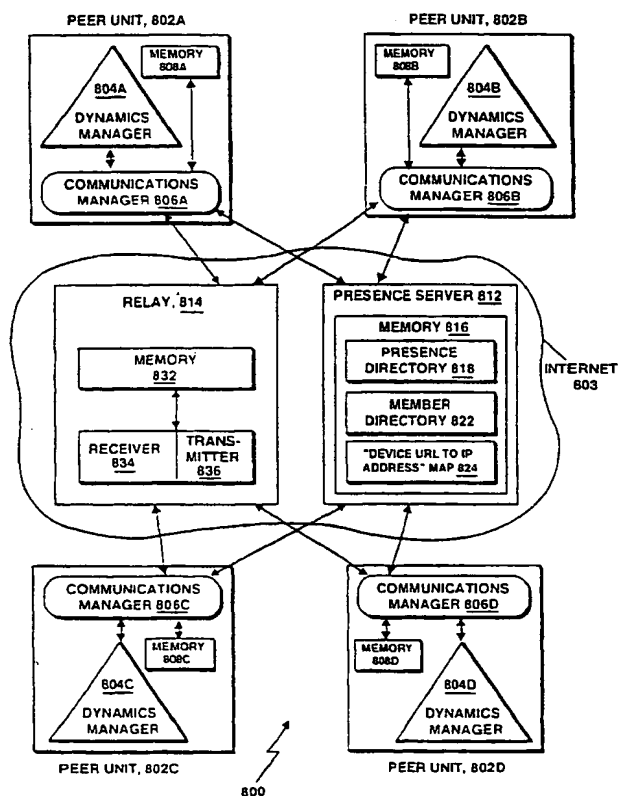 PEER UNIT, 802A
PEER UNIT, 802B
MEMORY
808A
804A
DYNAMICS
MANAGER
COMMUNICATIONS
MANAGER 806A
MEMORY
808B
804B
DYNAMICS
MANAGER
COMMUNICATIONS
MANAGER 806B
RELAY, 814
MEMORY
832
RECEIVER
834
TRANS-
MITTER
836
PRESENCE SERVER 812
MEMORY 816
PRESENCE
DIRECTORY 818
MEMBER
DIRECTORY 822
"DEVICE URL TO IP
ADDRESS" MAP 824
INTERNET
803
COMMUNICATIONS
MANAGER 806C
MEMORY
808C
804C
DYNAMICS
MANAGER
COMMUNICATIONS
MANAGER 806D
MEMORY
808D
804D
DYNAMICS
MANAGER
PEER UNIT, 802C
PEER UNIT, 802D
800